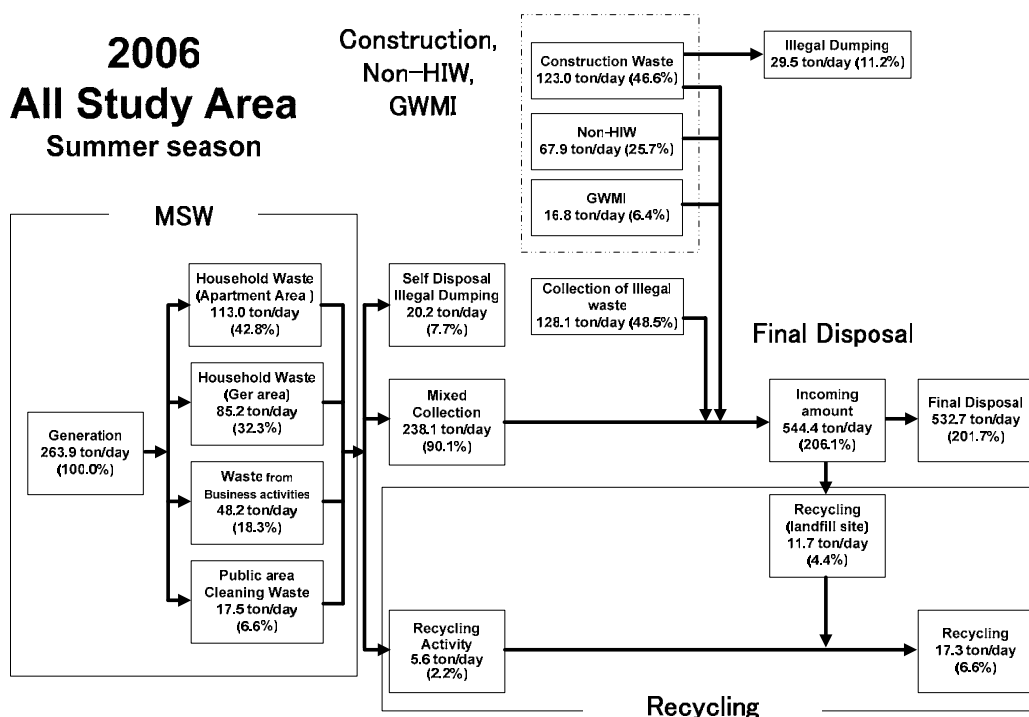 2006
All Study Area
Summer season
Construction,
Non-HIW,
GWMI
Construction Waste
123.0 ton/day (46.6%)
Illegal Dumping
29.5 ton/day (11.2%)
Non-HIW
67.9 ton/day (25.7%)
GWMI
16.8 ton/day (6.4%)
MSW
Household Waste
(Apartment Area )
113.0 ton/day
(42.8%)
Self Disposal
Illegal Dumping
20.2 ton/day
(7.7%)
Collection of Illegal
waste
128.1 ton/day (48.5%)
Final Disposal
Household Waste
(Ger area)
85.2 ton/day
(32.3%)
Mixed
Collection
238.1 ton/day
(90.1%)
Incoming
amount
544.4 ton/day
(206.1%)
Final Disposal
532.7 ton/day
(201.7%)
Generation
263.9 ton/day
(100.0%)
Waste from
Business activities
48.2 ton/day
(18.3%)
Recycling
(landfill site)
11.7 ton/day
(4.4%)
Public area
Cleaning Waste
17.5 ton/day
(6.6%)
Recycling
Activity
5.6 ton/day
(2.2%)
Recycling
17.3 ton/day
(6.6%)
Recycling